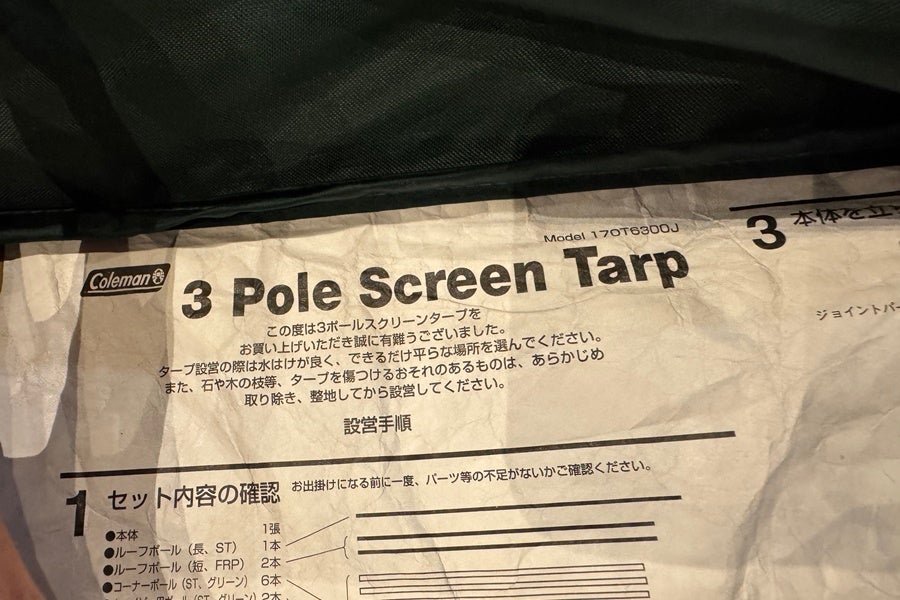 Model 170T6300J
Coleman
3 Pole Screen Tarp
この度は3ポールスクリーンタープを
お買い上げいただき誠に有難うございました。
タープ設営の際は水はけが良く、できるだけ平らな場所を選んでください。
また、石や木の枝等、タープを傷つけるおそれのあるものは、あらかじめ
取り除き、整地してから設営してください。
設営手順
1 セット内容の確認 お出掛けになる前に一度、パーツ等の不足がないかご確認ください。
●本体 1張
●ルーフポール（長、ST） 1本
●ルーフポール（短、FRP） 2本
●コーナーポール（ST、グリーン） 6本
ポール（ST、グリーン） 2本
3 本体を立
ジョイントパー